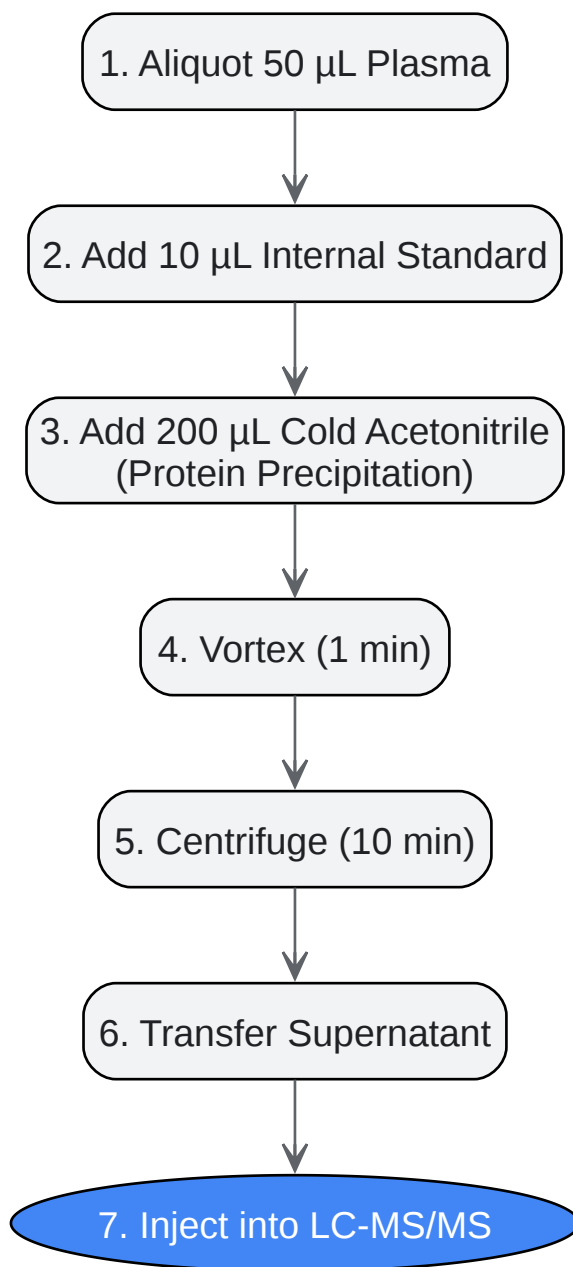 1. Aliquot 50 µL Plasma
2. Add 10 µL Internal Standard
3. Add 200 µL Cold Acetonitrile
(Protein Precipitation)
4. Vortex (1 min)
5. Centrifuge (10 min)
6. Transfer Supernatant
7. Inject into LC-MS/MS